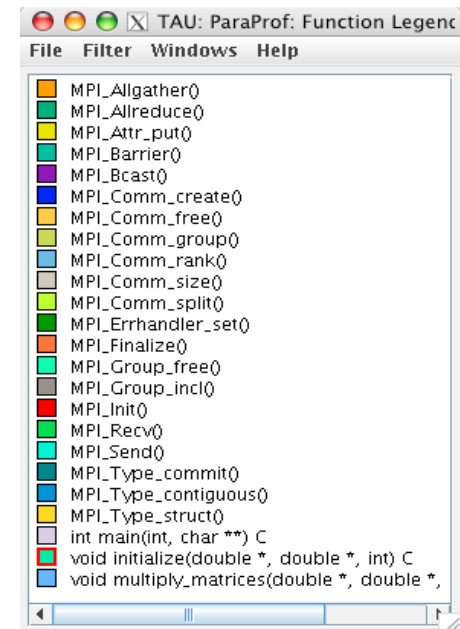 TAU: ParaProf: Function Legend
File Filter Windows Help
MPI_Allgather()
MPI_Allreduce()
MPI_Attr_put()
MPI_Barrier()
MPI_Bcast()
MPI_Comm_create()
MPI_Comm_free()
MPI_Comm_group()
MPI_Comm_rank()
MPI_Comm_size()
MPI_Comm_split()
MPI_Errhandler_set()
MPI_Finalize()
MPI_Group_free()
MPI_Group_incl()
MPI_Init()
MPI_Recv()
MPI_Send()
MPI_Type_commit()
MPI_Type_contiguous()
MPI_Type_struct()
int main(int, char **) C
void initialize(double *, double *, int) C
void multiply_matrices(double *, double *,